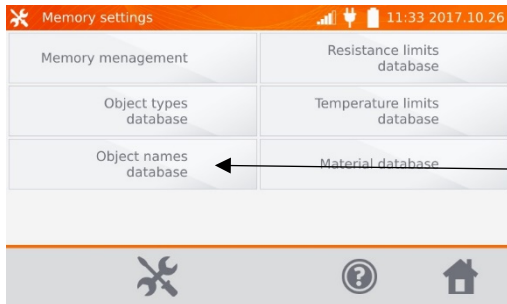 Memory settings
11:33 2017.10.26
Memory menagement
Resistance limits
database
Object types
database
Temperature limits
database
Object names
database
Material database
?